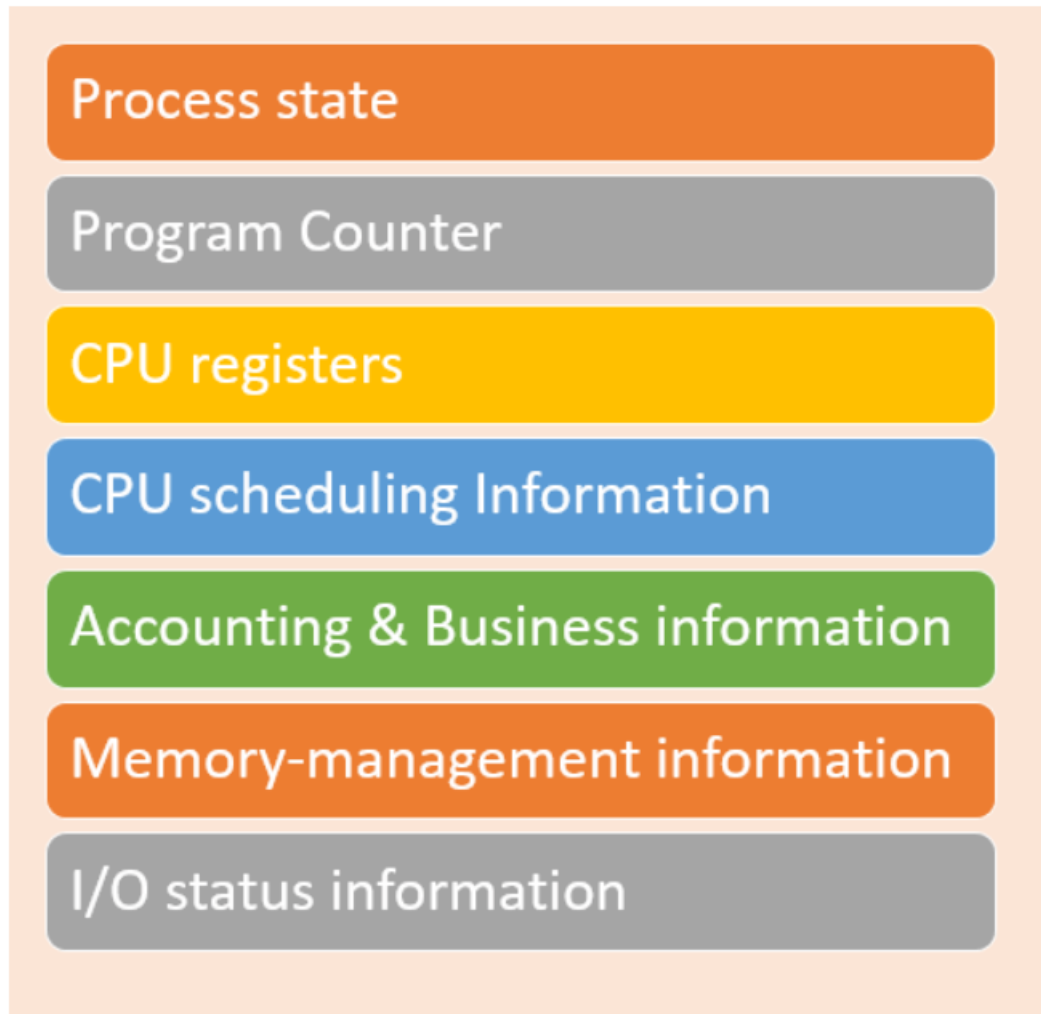 Process state
Program Counter
CPU registers
CPU scheduling Information
Accounting & Business information
Memory-management information
I/O status information